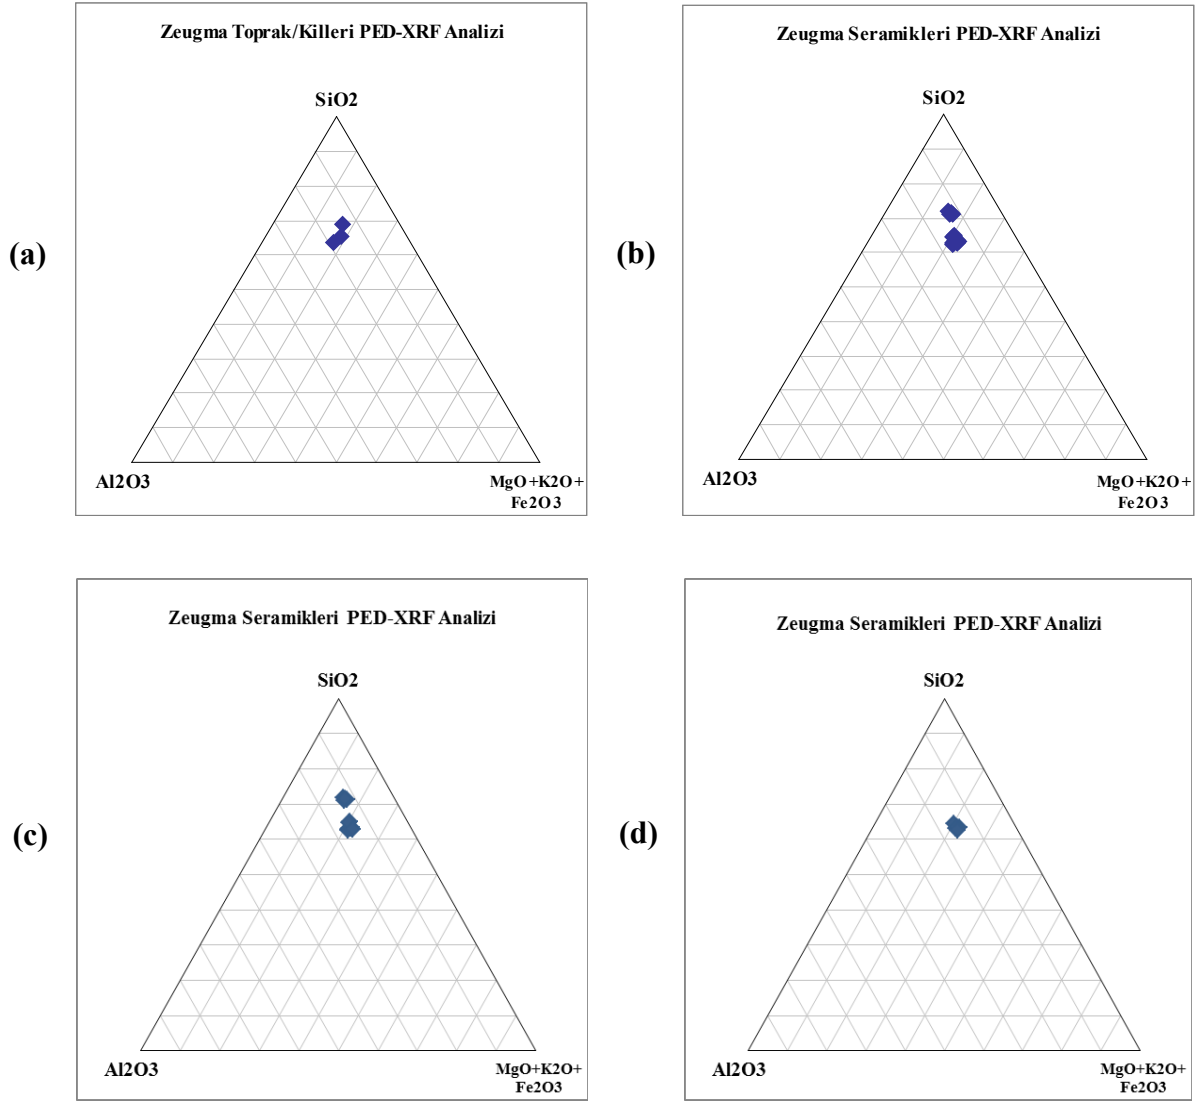 Zeugma Toprak/Killeri PED-XRF Analizi
SiO2
(a)
Al2O3
MgO+K2O+
Fe2O3
Zeugma Seramikleri PED-XRF Analizi
SiO2
(b)
Al2O3
MgO+K2O+
Fe2O3
Zeugma Seramikleri PED-XRF Analizi
SiO2
(c)
Al2O3
MgO+K2O+
Fe2O3
Zeugma Seramikleri PED-XRF Analizi
SiO2
(d)
Al2O3
MgO+K2O+
Fe2O3